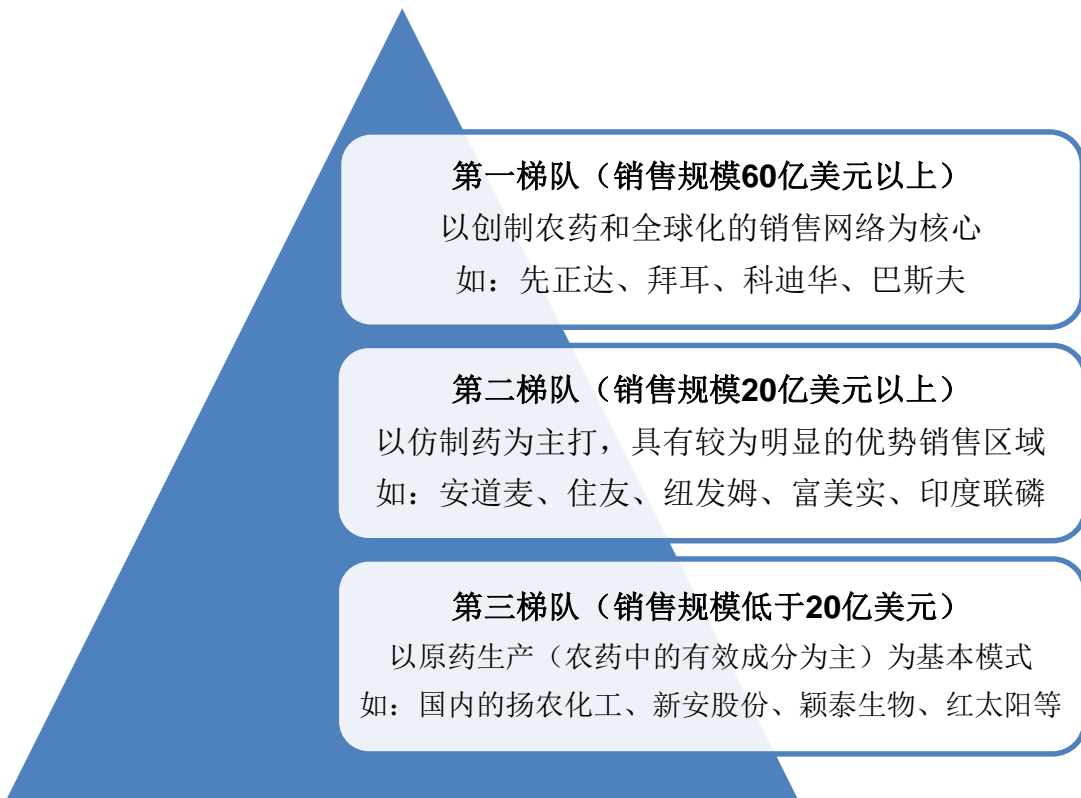 第一梯队（销售规模60亿美元以上）
以创制农药和全球化的销售网络为核心
如：先正达、拜耳、科迪华、巴斯夫
第二梯队（销售规模20亿美元以上）
以仿制药为主打，具有较为明显的优势销售区域
如：安道麦、住友、纽发姆、富美实、印度联磷
第三梯队（销售规模低于20亿美元）
以原药生产（农药中的有效成分为主）为基本模式
如：国内的扬农化工、新安股份、颖泰生物、红太阳等